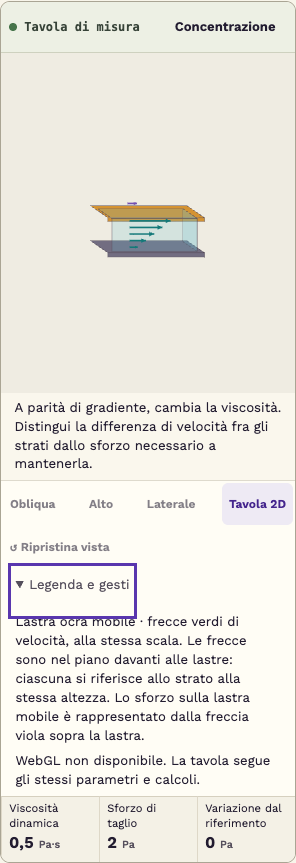 Tavola di misura
Concentrazione
A parità di gradiente, cambia la viscosità.
Distingui la differenza di velocità fra gli
strati dallo sforzo necessario a
mantenerla.
Obliqua
Alto
Laterale
Tavola 2D
↺ Ripristina vista
▼ Legenda e gesti
Lastra ocra mobile · frecce verdi di
velocità, alla stessa scala. Le frecce
sono nel piano davanti alle lastre:
ciascuna si riferisce allo strato alla
stessa altezza. Lo sforzo sulla lastra
mobile è rappresentato dalla freccia
viola sopra la lastra.
WebGL non disponibile. La tavola segue
gli stessi parametri e calcoli.
Viscosità
dinamica
0,5 Pa·s
Sforzo di
taglio
2 Pa
Variazione dal
riferimento
0 Pa